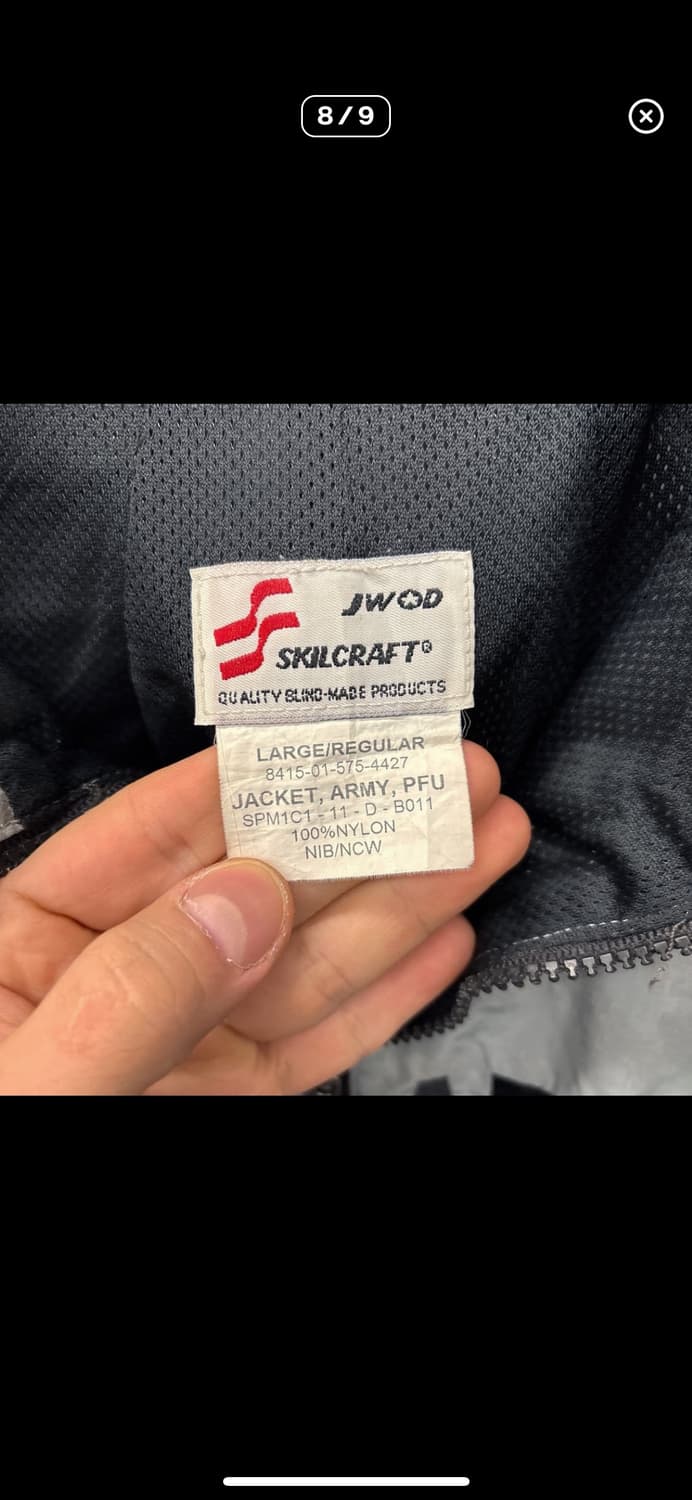 8/9
JWOD
SKILCRAFT®
QUALITY BLIND-MADE PRODUCTS
LARGE/REGULAR
8415-01-575-4427
JACKET, ARMY, PFU
SPM1C1 - 11 - D - B011
100%NYLON
NIB/NCW